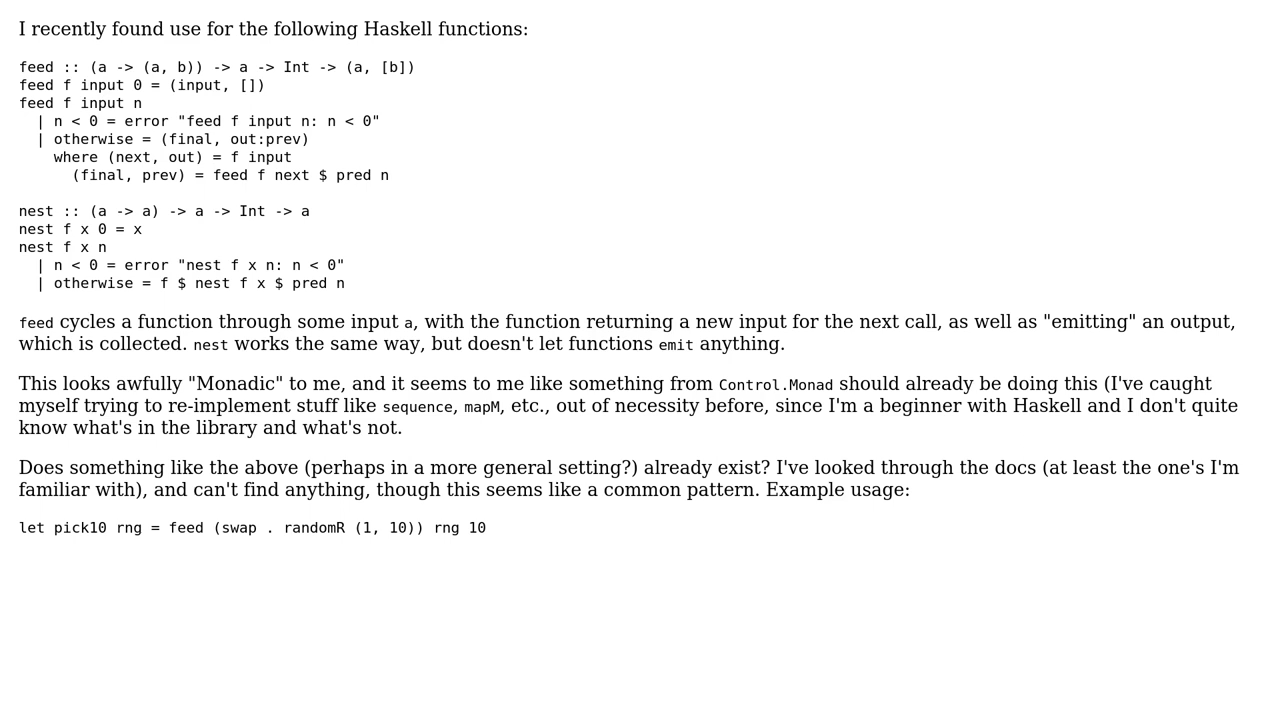 I recently found use for the following Haskell functions:
feed :: (a -> (a, b)) -> a -> Int -> (a, [b])
feed f input 0 = (input, [])
feed f input n
  | n < 0 = error "feed f input n: n < 0"
  | otherwise = (final, out:prev)
    where (next, out) = f input
      (final, prev) = feed f next $ pred n
nest :: (a -> a) -> a -> Int -> a
nest f x 0 = x
nest f x n
  | n < 0 = error "nest f x n: n < 0"
  | otherwise = f $ nest f x $ pred n
feed cycles a function through some input a, with the function returning a new input for the next call, as well as "emitting" an output,
which is collected. nest works the same way, but doesn't let functions emit anything.
This looks awfully "Monadic" to me, and it seems to me like something from Control.Monad should already be doing this (I've caught
myself trying to re-implement stuff like sequence, mapM, etc., out of necessity before, since I'm a beginner with Haskell and I don't quite
know what's in the library and what's not.
Does something like the above (perhaps in a more general setting?) already exist? I've looked through the docs (at least the one's I'm
familiar with), and can't find anything, though this seems like a common pattern. Example usage:
let pick10 rng = feed (swap . randomR (1, 10)) rng 10